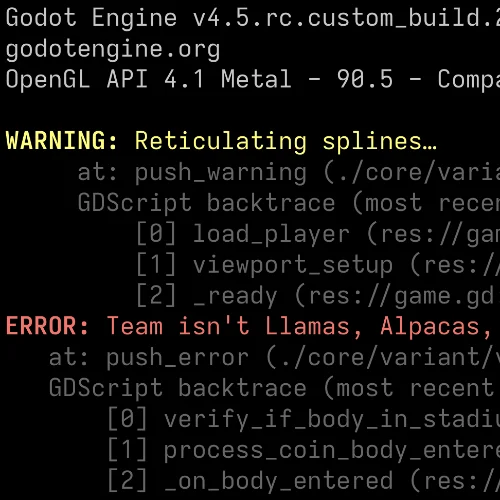 Godot Engine v4.5.rc.custom_build.
godotengine.org
OpenGL API 4.1 Metal - 90.5 - Compa
WARNING: Reticulating splines…
at: push_warning (./core/varia
GDScript backtrace (most recen
[0] load_player (res://gam
[1] viewport_setup (res:/
[2] _ready (res://game.gd
ERROR: Team isn't Llamas, Alpacas,
at: push_error (./core/variant/v
GDScript backtrace (most recent
[0] verify_if_body_in_stadiu
[1] process_coin_body_entere
[2] _on_body_entered (res:/